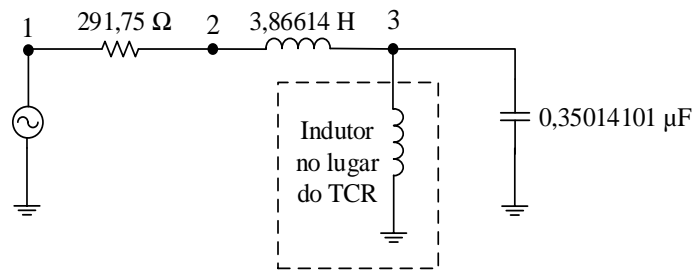 291,75 Ω
3,86614 H
1
2
3
Indutor
no lugar
do TCR
0,35014101 µF